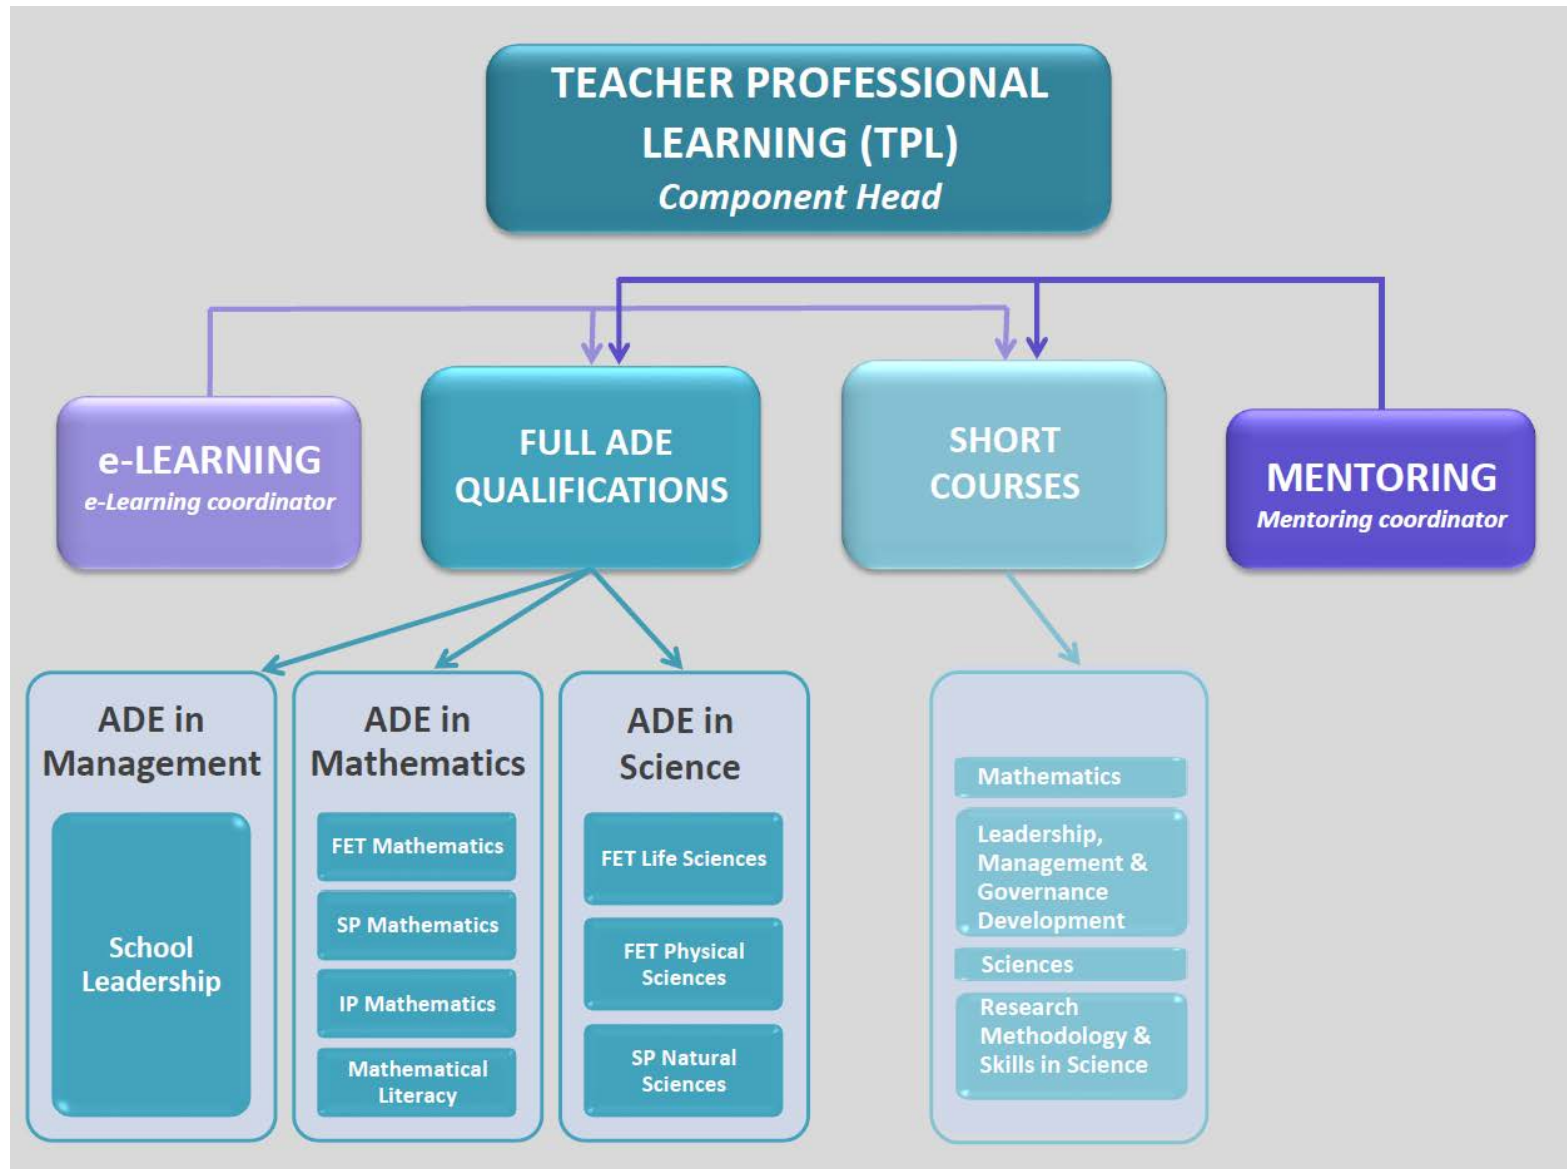 TEACHER PROFESSIONAL
LEARNING (TPL)
Component Head
e-LEARNING
e-Learning coordinator
FULL ADE
QUALIFICATIONS
SHORT
COURSES
MENTORING
Mentoring coordinator
ADE in
Management
School
Leadership
ADE in
Mathematics
FET Mathematics
SP Mathematics
IP Mathematics
Mathematical
Literacy
ADE in
Science
FET Life Sciences
FET Physical
Sciences
SP Natural
Sciences
Mathematics
Leadership,
Management &
Governance
Development
Sciences
Research
Methodology &
Skills in Science